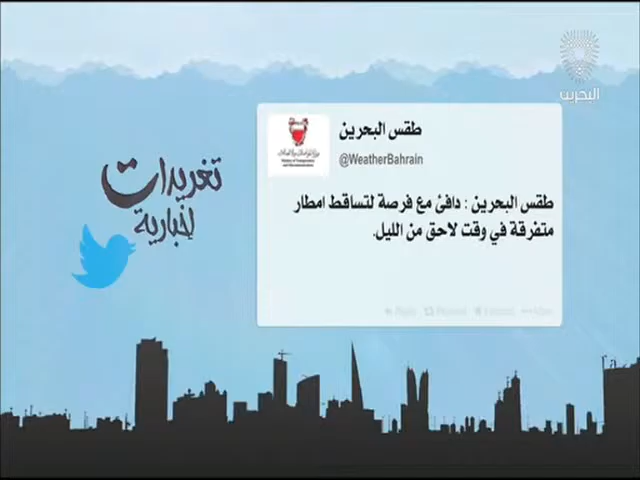 البحرين
طقس البحرين
@WeatherBahrain
تغريدات
إخبارية
طقس البحرين : دافئ مع فرصة لتساقط امطار
متفرقة في وقت لاحق من الليل.